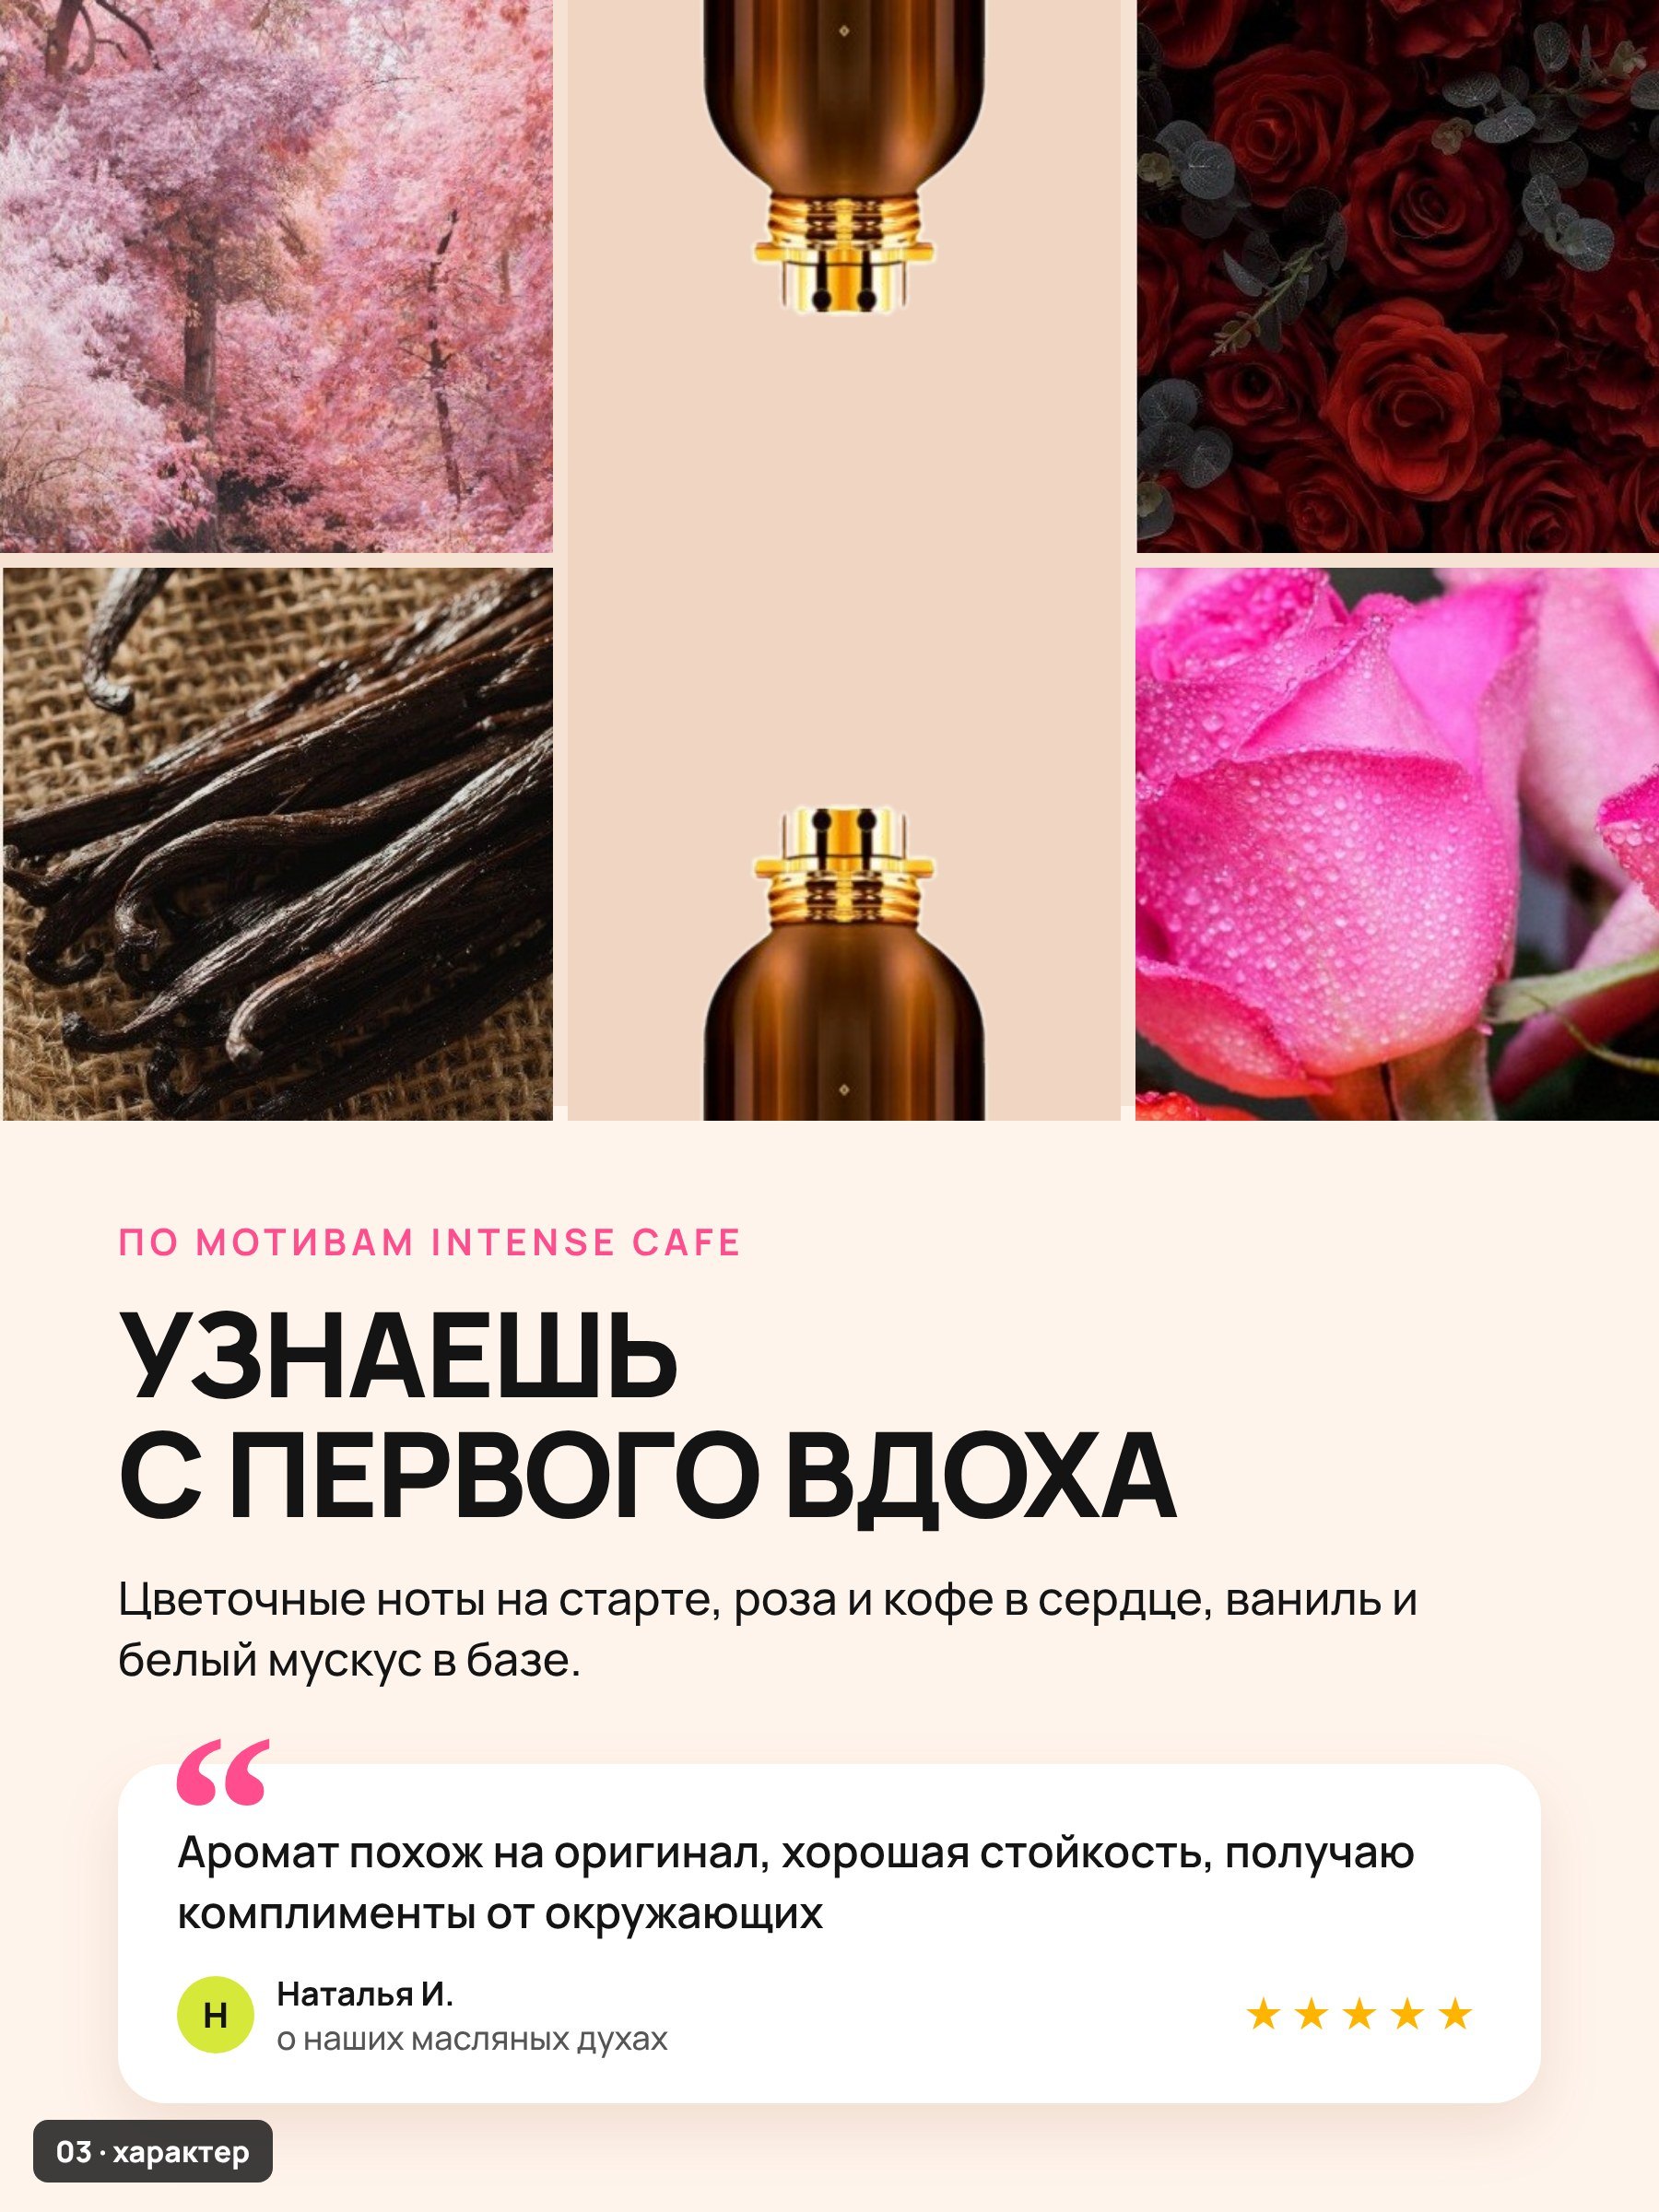 ПО МОТИВАМ INTENSE CAFE
УЗНАЕШЬ
С ПЕРВОГО ВДОХА
Цветочные ноты на старте, роза и кофе в сердце, ваниль и
белый мускус в базе.
“
Аромат похож на оригинал, хорошая стойкость, получаю
комплименты от окружающих
Н
Наталья И.
о наших масляных духах
★★★★★
03 · характер